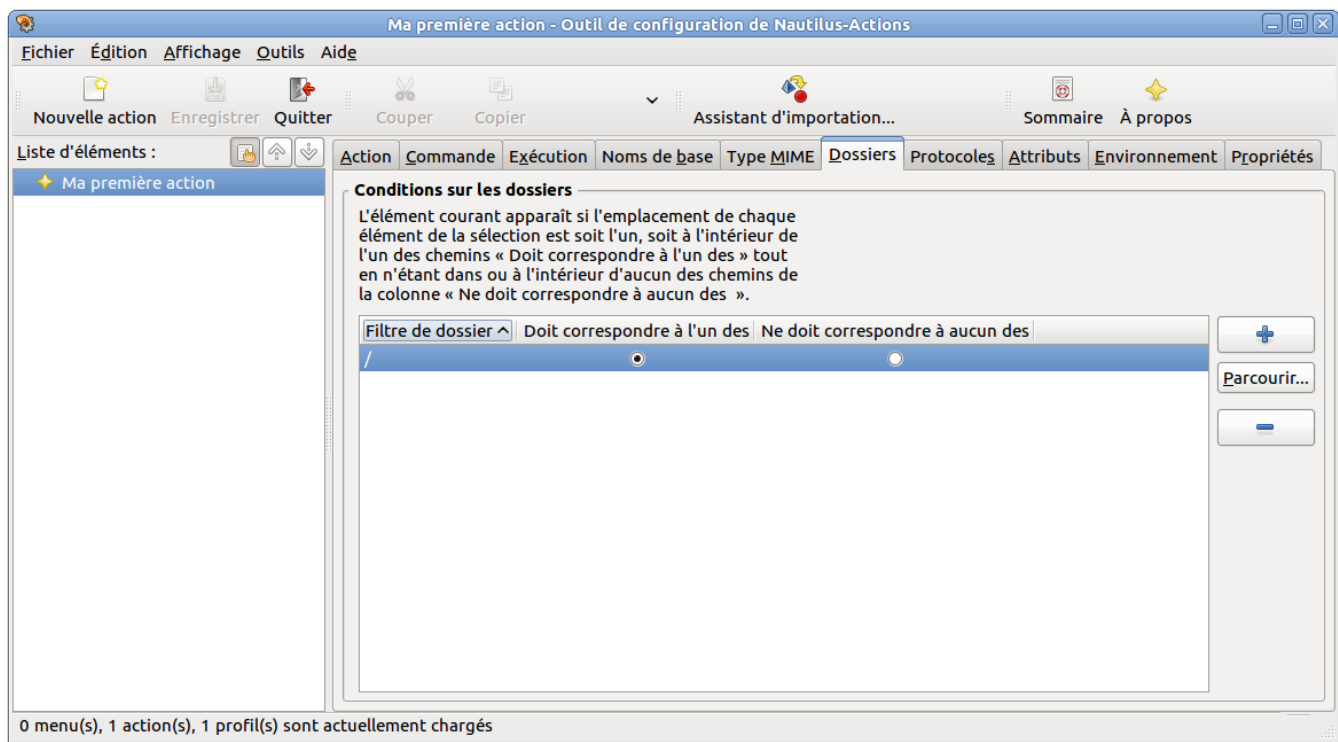 Ma première action - Outil de configuration de Nautilus-Actions
Fichier Édition Affichage Outils Aide
Nouvelle action Enregistrer Quitter Couper Copier Assistant d'importation... Sommaire À propos
Liste d'éléments :
Action Commande Exécution Noms de base Type MIME Dossiers Protocoles Attributs Environnement Propriétés
Ma première action
Conditions sur les dossiers
L'élément courant apparaît si l'emplacement de chaque
élément de la sélection est soit l'un, soit à l'intérieur de
l'un des chemins « Doit correspondre à l'un des » tout
en n'étant dans ou à l'intérieur d'aucun des chemins de
la colonne « Ne doit correspondre à aucun des  ».
Filtre de dossier Doit correspondre à l'un des Ne doit correspondre à aucun des
/
Parcourir...
0 menu(s), 1 action(s), 1 profil(s) sont actuellement chargés